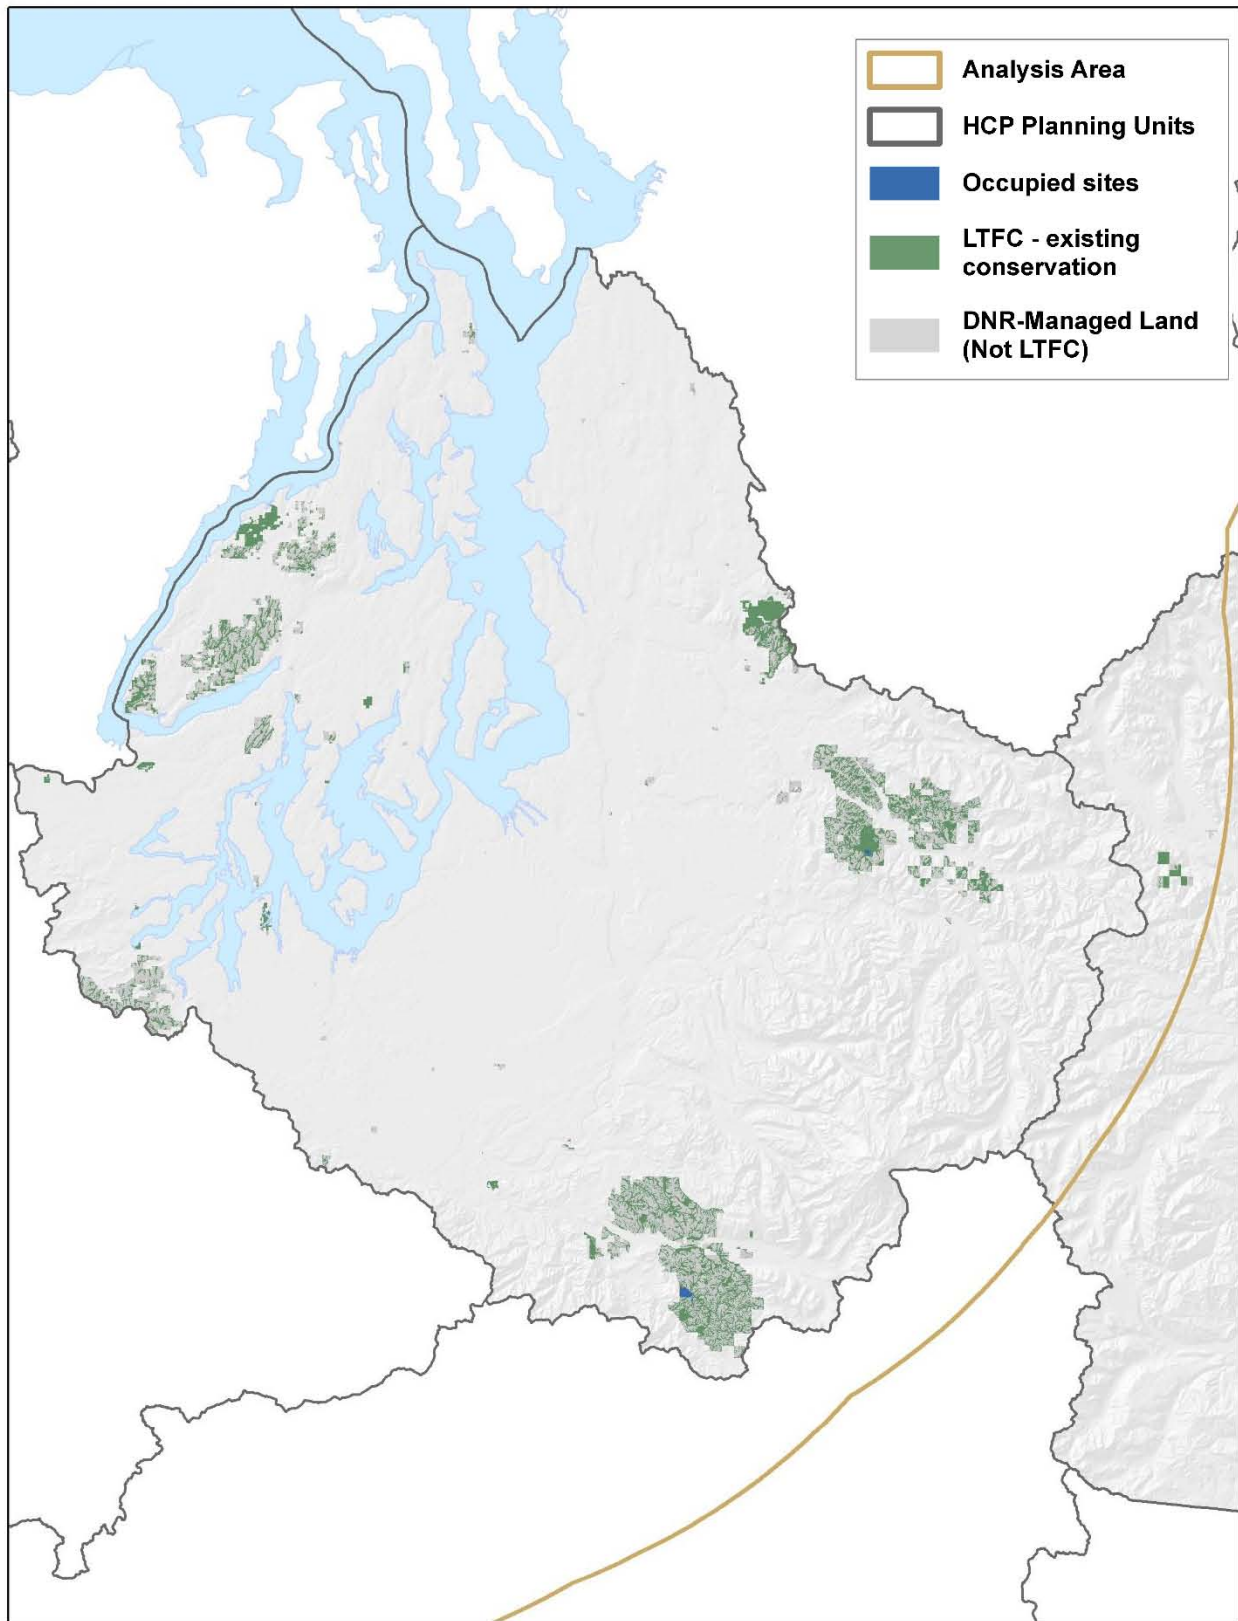 Analysis Area
HCP Planning Units
Occupied sites
LTFC - existing
conservation
DNR-Managed Land
(Not LTFC)